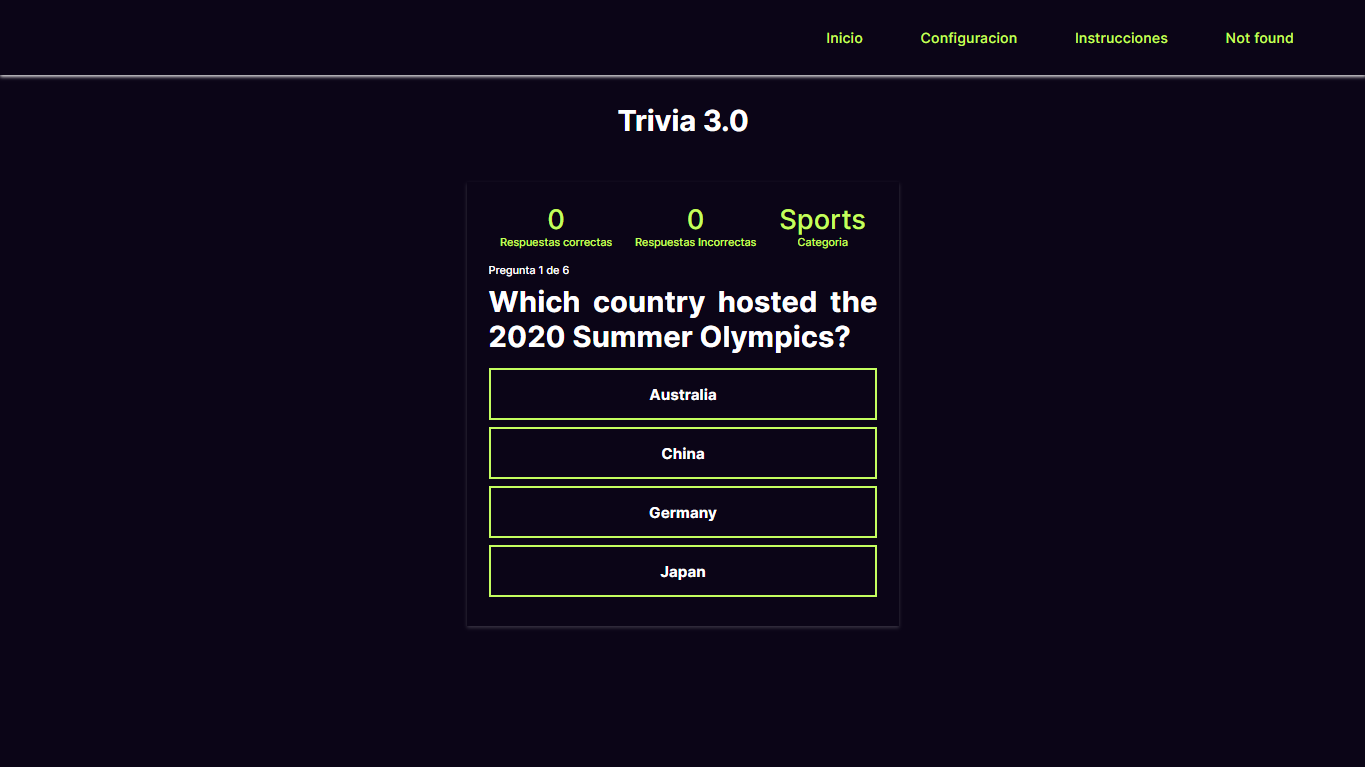 Inicio Configuracion Instrucciones Not found
Trivia 3.0
0 0 Sports
Respuestas correctas Respuestas Incorrectas Categoria
Pregunta 1 de 6
Which country hosted the
2020 Summer Olympics?
Australia
China
Germany
Japan